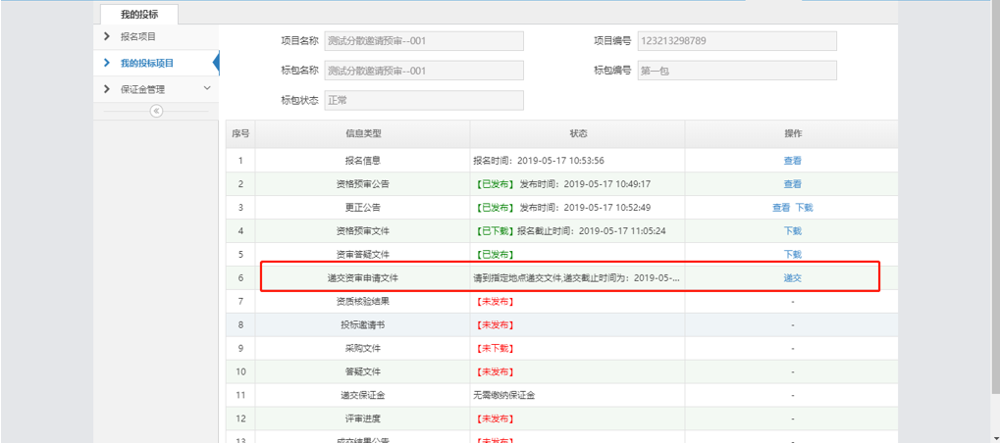 我的投标
报名项目
我的投标项目
保证金管理
项目名称 测试分散邀请预审--001 项目编号 123213298789
标包名称 测试分散邀请预审--001 标包编号 第一包
标包状态 正常
序号 信息类型 状态 操作
1 报名信息 报名时间：2019-05-17 10:53:56 查看
2 资格预审公告 【已发布】 发布时间：2019-05-17 10:49:17 查看
3 更正公告 【已发布】 发布时间：2019-05-17 10:52:49 查看 下载
4 资格预审文件 【已下载】报名截止时间：2019-05-17 11:05:24 下载
5 资审答疑文件 【已发布】 下载
6 递交资审申请文件 请到指定地点递交文件,递交截止时间为：2019-05-... 递交
7 资质核验结果 【未发布】 -
8 投标邀请书 【未发布】 -
9 采购文件 【未下载】 -
10 答疑文件 【未发布】 -
11 递交保证金 无需缴纳保证金 -
12 评审进度 【未发布】 -
13 成交结果公告 【未发布】